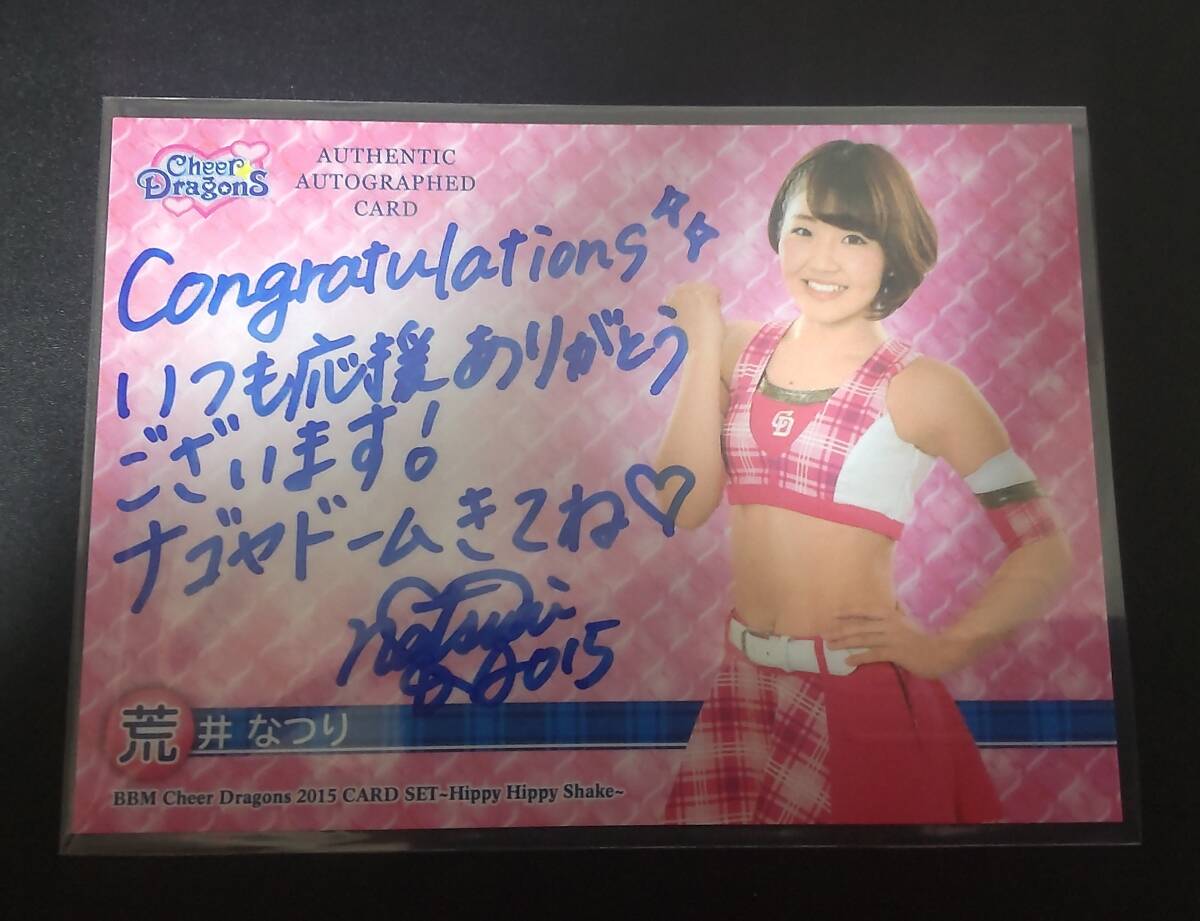 Cheer Dragons
AUTHENTIC
AUTOGRAPHED
CARD
Congratulations
いつも応援ありがとう
ございます!
ナゴヤドームきてね♡
Natsuri
2015
CD
荒井 なつり
BBM Cheer Dragons 2015 CARD SET~Hippy Hippy Shake~